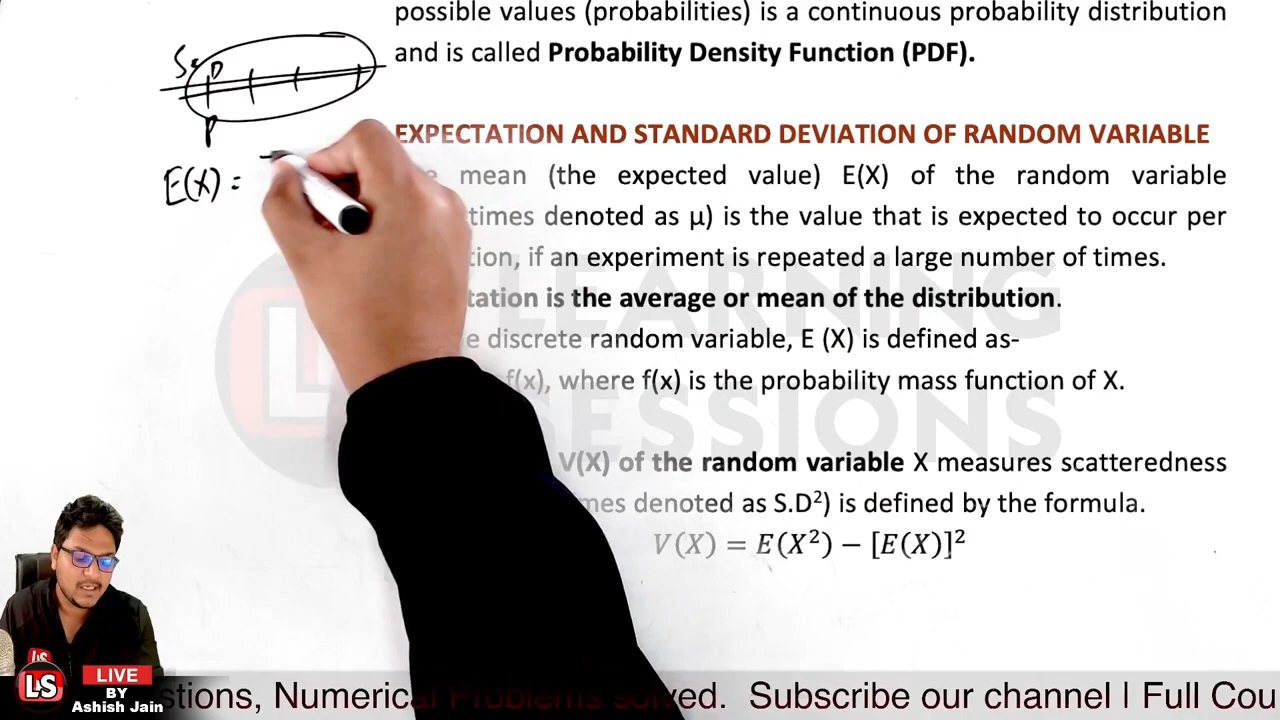 possible values (probabilities) is a continuous probability distribution
and is called Probability Density Function (PDF).
EXPECTATION AND STANDARD DEVIATION OF RANDOM VARIABLE
E(X) =
mean (the expected value) E(X) of the random variable
times denoted as μ) is the value that is expected to occur per
tion, if an experiment is repeated a large number of times.
tation is the average or mean of the distribution.
e discrete random variable, E (X) is defined as-
f(x), where f(x) is the probability mass function of X.
V(X) of the random variable X measures scatteredness
mes denoted as S.D²) is defined by the formula.
V(X) = E(X²) − [E(X)]²
LEARNING
SESSIONS
LS
LIVE
BY
Ashish Jain
stions, Numerical Problems solved. Subscribe our channel | Full Cou